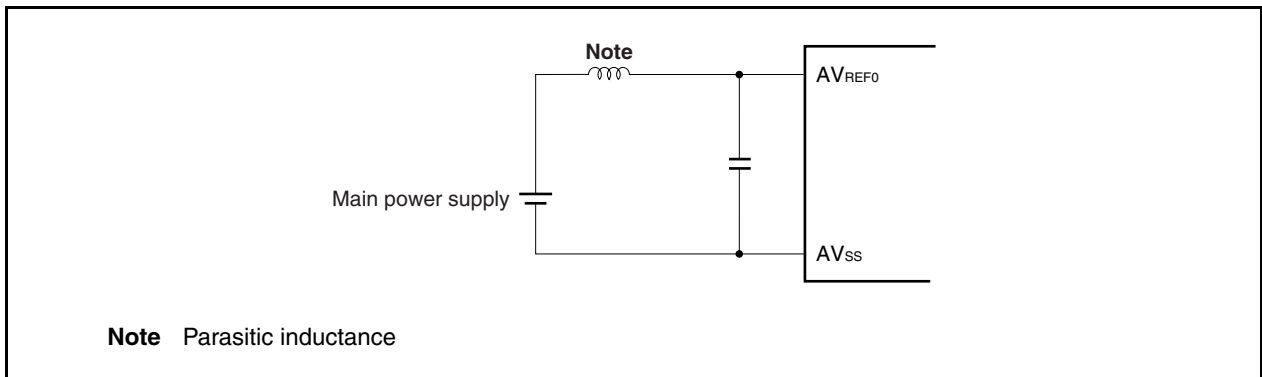 Note
AVREF0
Main power supply
AVSS
Note Parasitic inductance